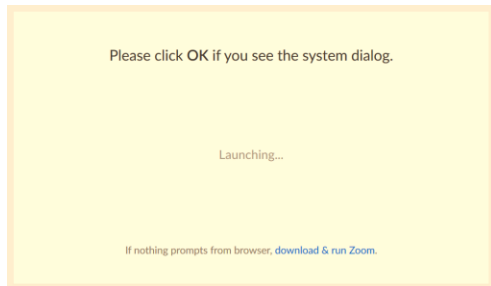 Please click OK if you see the system dialog.
Launching...
If nothing prompts from browser, download & run Zoom.